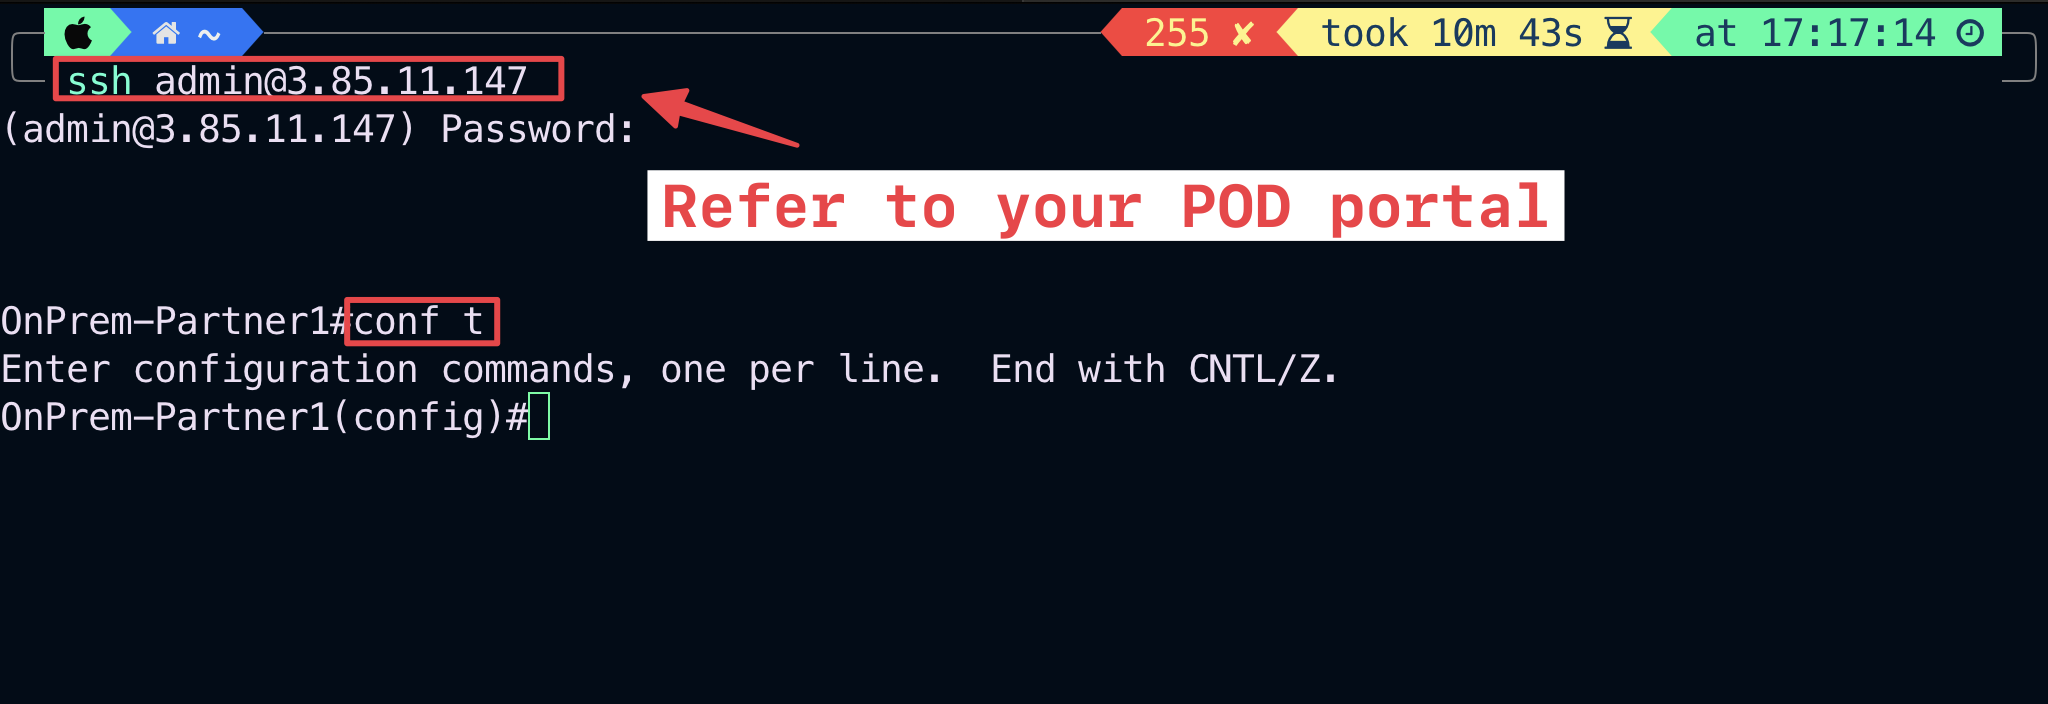 ~ 255 ✘ took 10m 43s at 17:17:14
ssh admin@3.85.11.147
(admin@3.85.11.147) Password:
Refer to your POD portal
OnPrem-Partner1#conf t
Enter configuration commands, one per line.  End with CNTL/Z.
OnPrem-Partner1(config)#